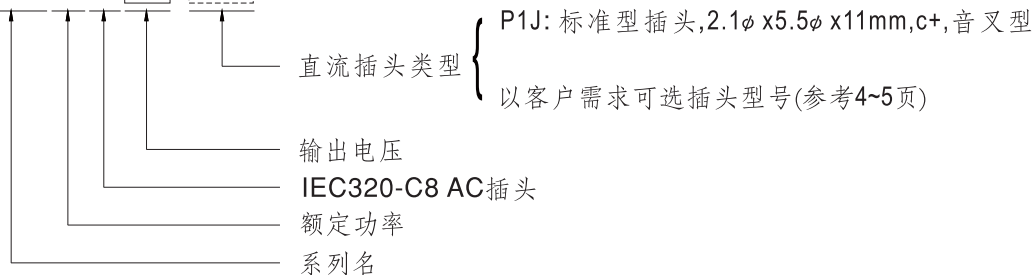 P1J: 标准型插头,2.1ø x5.5ø x11mm,c+,音叉型
直流插头类型
以客户需求可选插头型号(参考4~5页)
输出电压
IEC320-C8 AC插头
额定功率
系列名